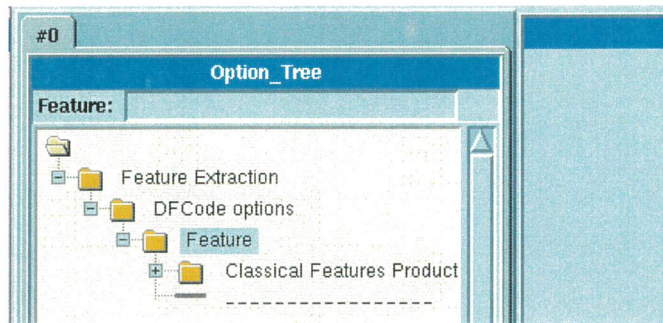 #0
Option_Tree
Feature:
Feature Extraction
DFCode options
Feature
Classical Features Product